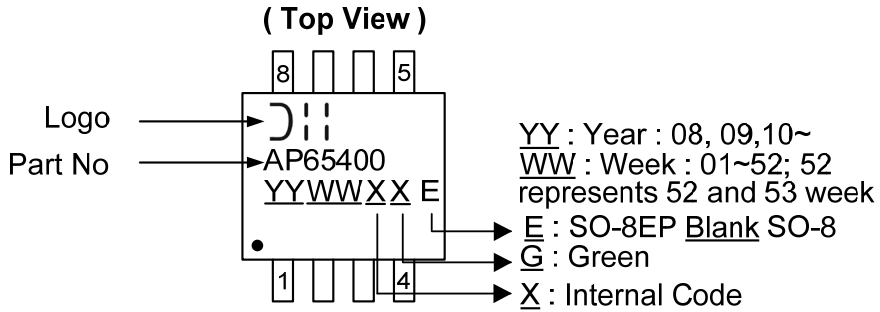 ( Top View )
8 5
Logo
Part No
AP65400
YYWWXX E
1 4
YY : Year : 08, 09,10~
WW : Week : 01~52; 52
represents 52 and 53 week
E : SO-8EP Blank SO-8
G : Green
X : Internal Code